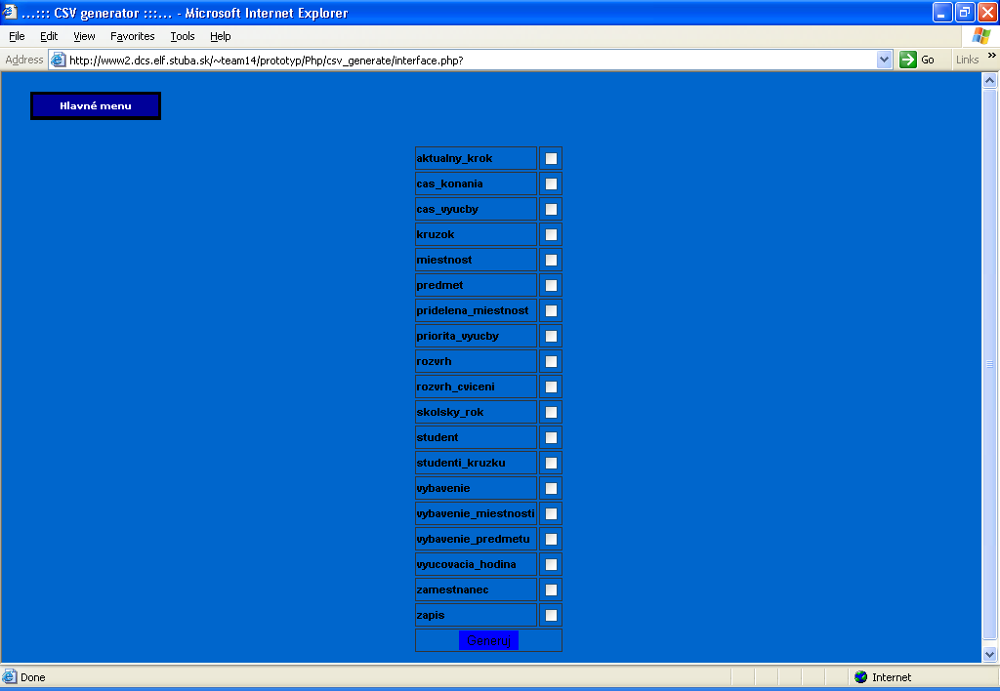 ...::: CSV generator :::... - Microsoft Internet Explorer
File Edit View Favorites Tools Help
Address http://www2.dcs.elf.stuba.sk/~team14/prototyp/Php/csv_generate/interface.php? Go Links »
Hlavné menu
aktualny_krok
cas_konania
cas_vyucby
kruzok
miestnost
predmet
pridelena_miestnost
priorita_vyucby
rozvrh
rozvrh_cviceni
skolsky_rok
student
studenti_kruzku
vybavenie
vybavenie_miestnosti
vybavenie_predmetu
vyucovacia_hodina
zamestnanec
zapis
Generuj
Done Internet